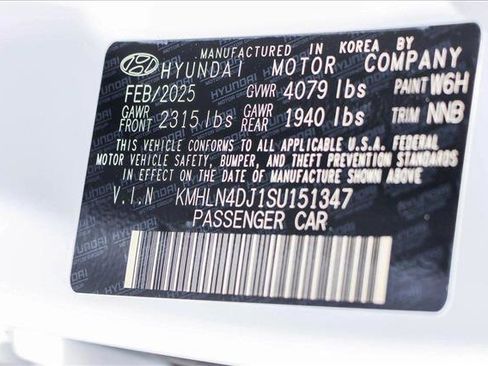 MANUFACTURED IN KOREA BY
HYUNDAI MOTOR COMPANY
FEB/2025 GVWR 4079 lbs PAINT W6H
GAWR FRONT 2315 lbs GAWR REAR 1940 lbs TRIM NNB
THIS VEHICLE CONFORMS TO ALL APPLICABLE U.S.A. FEDERAL
MOTOR VEHICLE SAFETY, BUMPER, AND THEFT PREVENTION STANDARDS
IN EFFECT ON THE DATE OF MANUFACTURE SHOWN ABOVE.
V.I.N KMHLN4DJ1SU151347
PASSENGER CAR